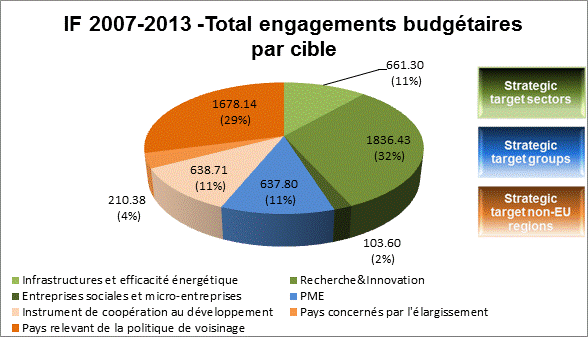 IF 2007-2013 -Total engagements budgétaires
par cible
661.30
(11%)
1836.43
(32%)
103.60
(2%)
637.80
(11%)
638.71
(11%)
210.38
(4%)
1678.14
(29%)
Strategic
target sectors
Strategic
target groups
Strategic
target non-EU
regions
Infrastructures et efficacité énergétique
Recherche&Innovation
Entreprises sociales et micro-entreprises
PME
Instrument de coopération au développement
Pays concernés par l'élargissement
Pays relevant de la politique de voisinage